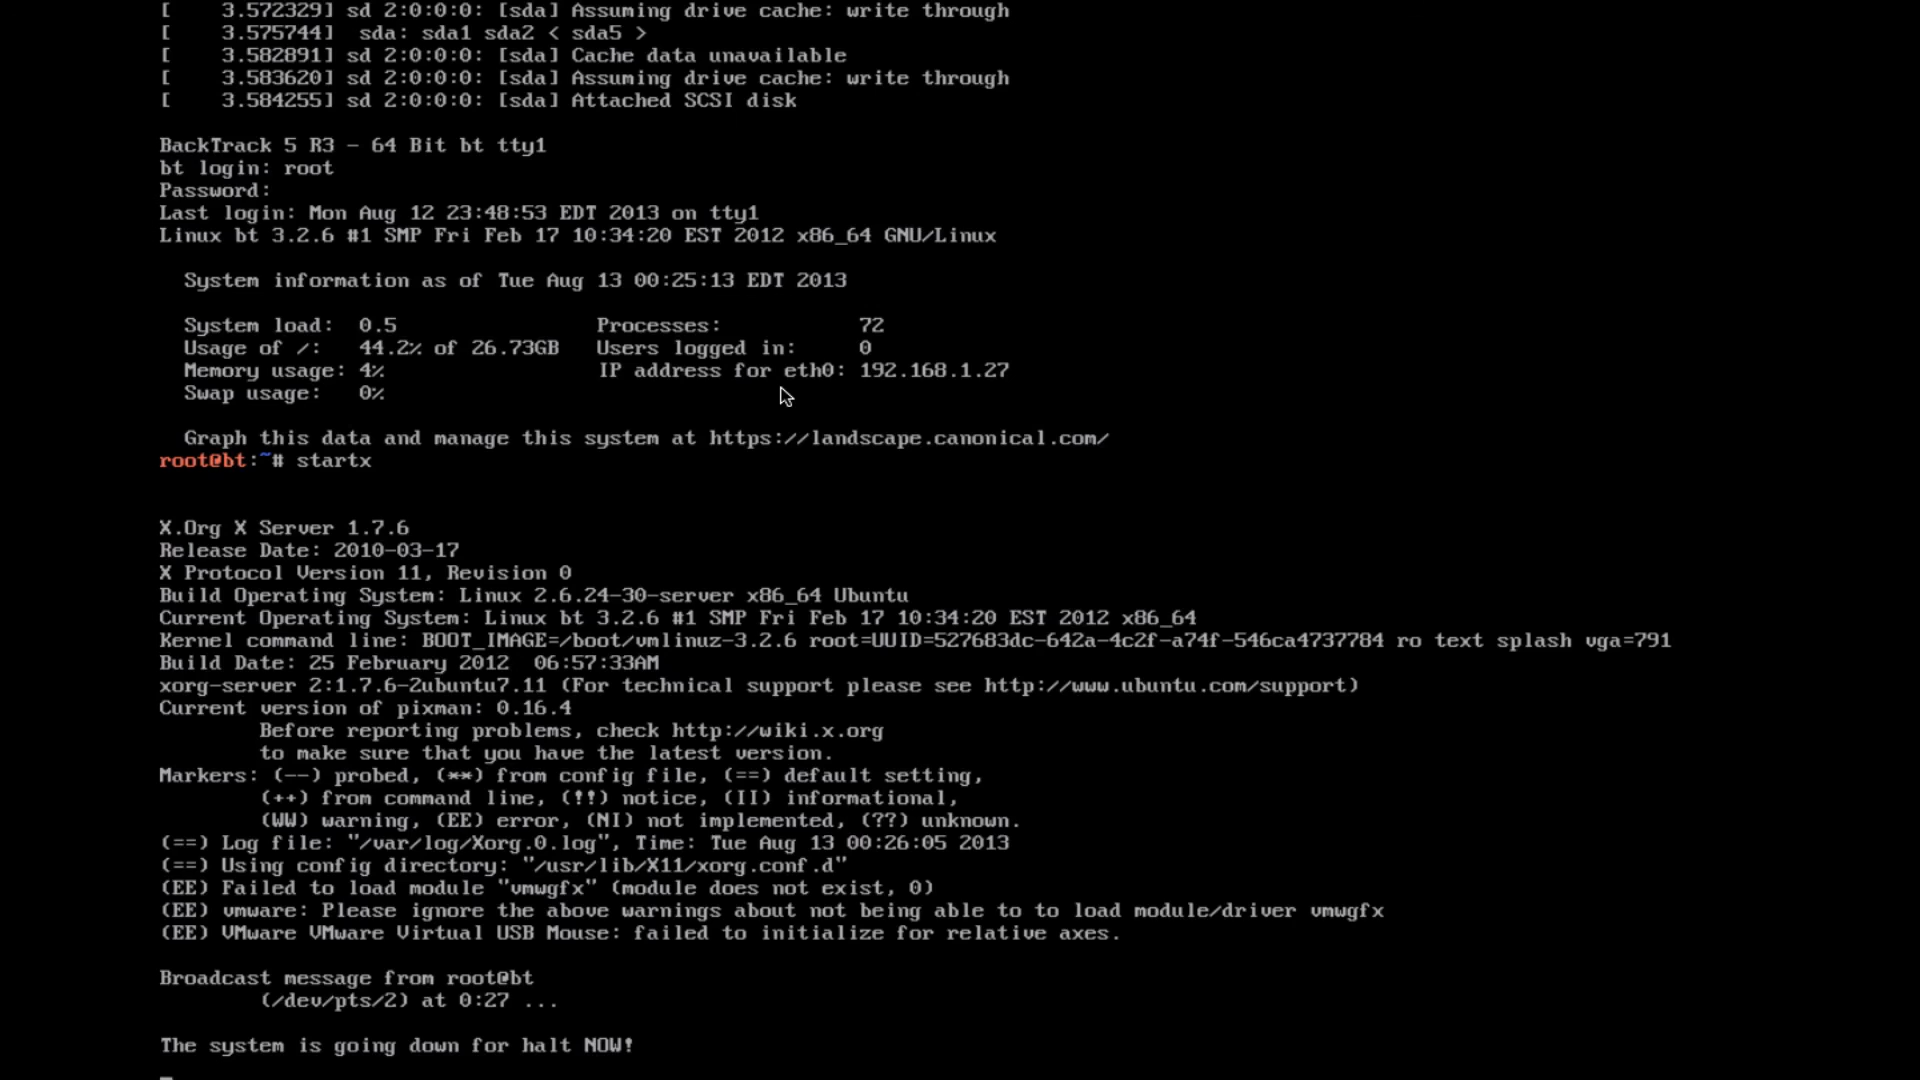 [    3.572329] sd 2:0:0:0: [sda] Assuming drive cache: write through
[    3.575744]  sda: sda1 sda2 < sda5 >
[    3.582891] sd 2:0:0:0: [sda] Cache data unavailable
[    3.583620] sd 2:0:0:0: [sda] Assuming drive cache: write through
[    3.584255] sd 2:0:0:0: [sda] Attached SCSI disk
BackTrack 5 R3 - 64 Bit bt tty1
bt login: root
Password:
Last login: Mon Aug 12 23:48:53 EDT 2013 on tty1
Linux bt 3.2.6 #1 SMP Fri Feb 17 10:34:20 EST 2012 x86_64 GNU/Linux
System information as of Tue Aug 13 00:25:13 EDT 2013
System load:  0.5                Processes:           72
Usage of /:   44.2% of 26.73GB   Users logged in:     0
Memory usage: 4%                 IP address for eth0: 192.168.1.27
Swap usage:   0%
Graph this data and manage this system at https://landscape.canonical.com/
root@bt:~# startx
X.Org X Server 1.7.6
Release Date: 2010-03-17
X Protocol Version 11, Revision 0
Build Operating System: Linux 2.6.24-30-server x86_64 Ubuntu
Current Operating System: Linux bt 3.2.6 #1 SMP Fri Feb 17 10:34:20 EST 2012 x86_64
Kernel command line: BOOT_IMAGE=/boot/vmlinuz-3.2.6 root=UUID=527683dc-642a-4c2f-a74f-546ca4737784 ro text splash vga=791
Build Date: 25 February 2012  06:57:33AM
xorg-server 2:1.7.6-2ubuntu7.11 (For technical support please see http://www.ubuntu.com/support)
Current version of pixman: 0.16.4
Before reporting problems, check http://wiki.x.org
to make sure that you have the latest version.
Markers: (--) probed, (**) from config file, (==) default setting,
(++) from command line, (!!) notice, (II) informational,
(WW) warning, (EE) error, (NI) not implemented, (??) unknown.
(==) Log file: "/var/log/Xorg.0.log", Time: Tue Aug 13 00:26:05 2013
(==) Using config directory: "/usr/lib/X11/xorg.conf.d"
(EE) Failed to load module "vmwgfx" (module does not exist, 0)
(EE) vmware: Please ignore the above warnings about not being able to to load module/driver vmwgfx
(EE) VMware VMware Virtual USB Mouse: failed to initialize for relative axes.
Broadcast message from root@bt
(/dev/pts/2) at 0:27 ...
The system is going down for halt NOW!